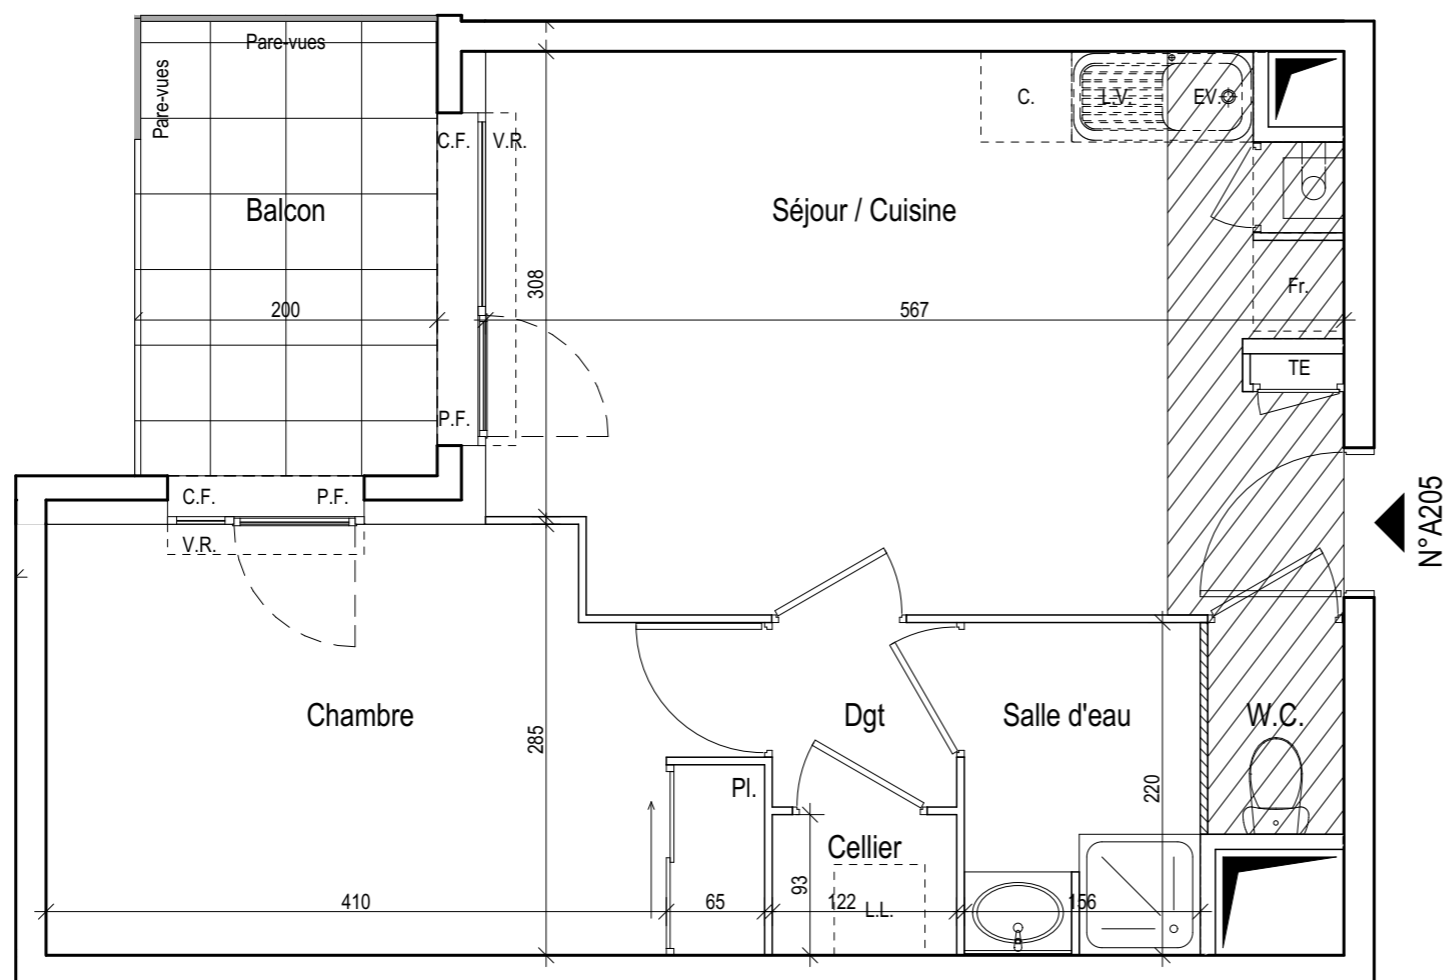 Pare-vues
Pare-vues
C.F.
V.R.
C.
L.V.
EV.
Balcon
Séjour / Cuisine
308
200
567
Fr.
TE
P.F.
C.F.
P.F.
V.R.
N°A205
Chambre
285
Dgt
Salle d'eau
W.C.
Pl.
220
Cellier
93
410
65
122
L.L.
156